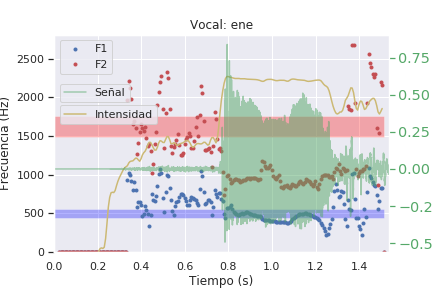 Vocal: ene
F1
F2
Señal
Intensidad
Frecuencia (Hz)
2500
2000
1500
1000
500
0
0.75
0.50
0.25
0.00
−0.25
−0.5
0.0 0.2 0.4 0.6 0.8 1.0 1.2 1.4
Tiempo (s)